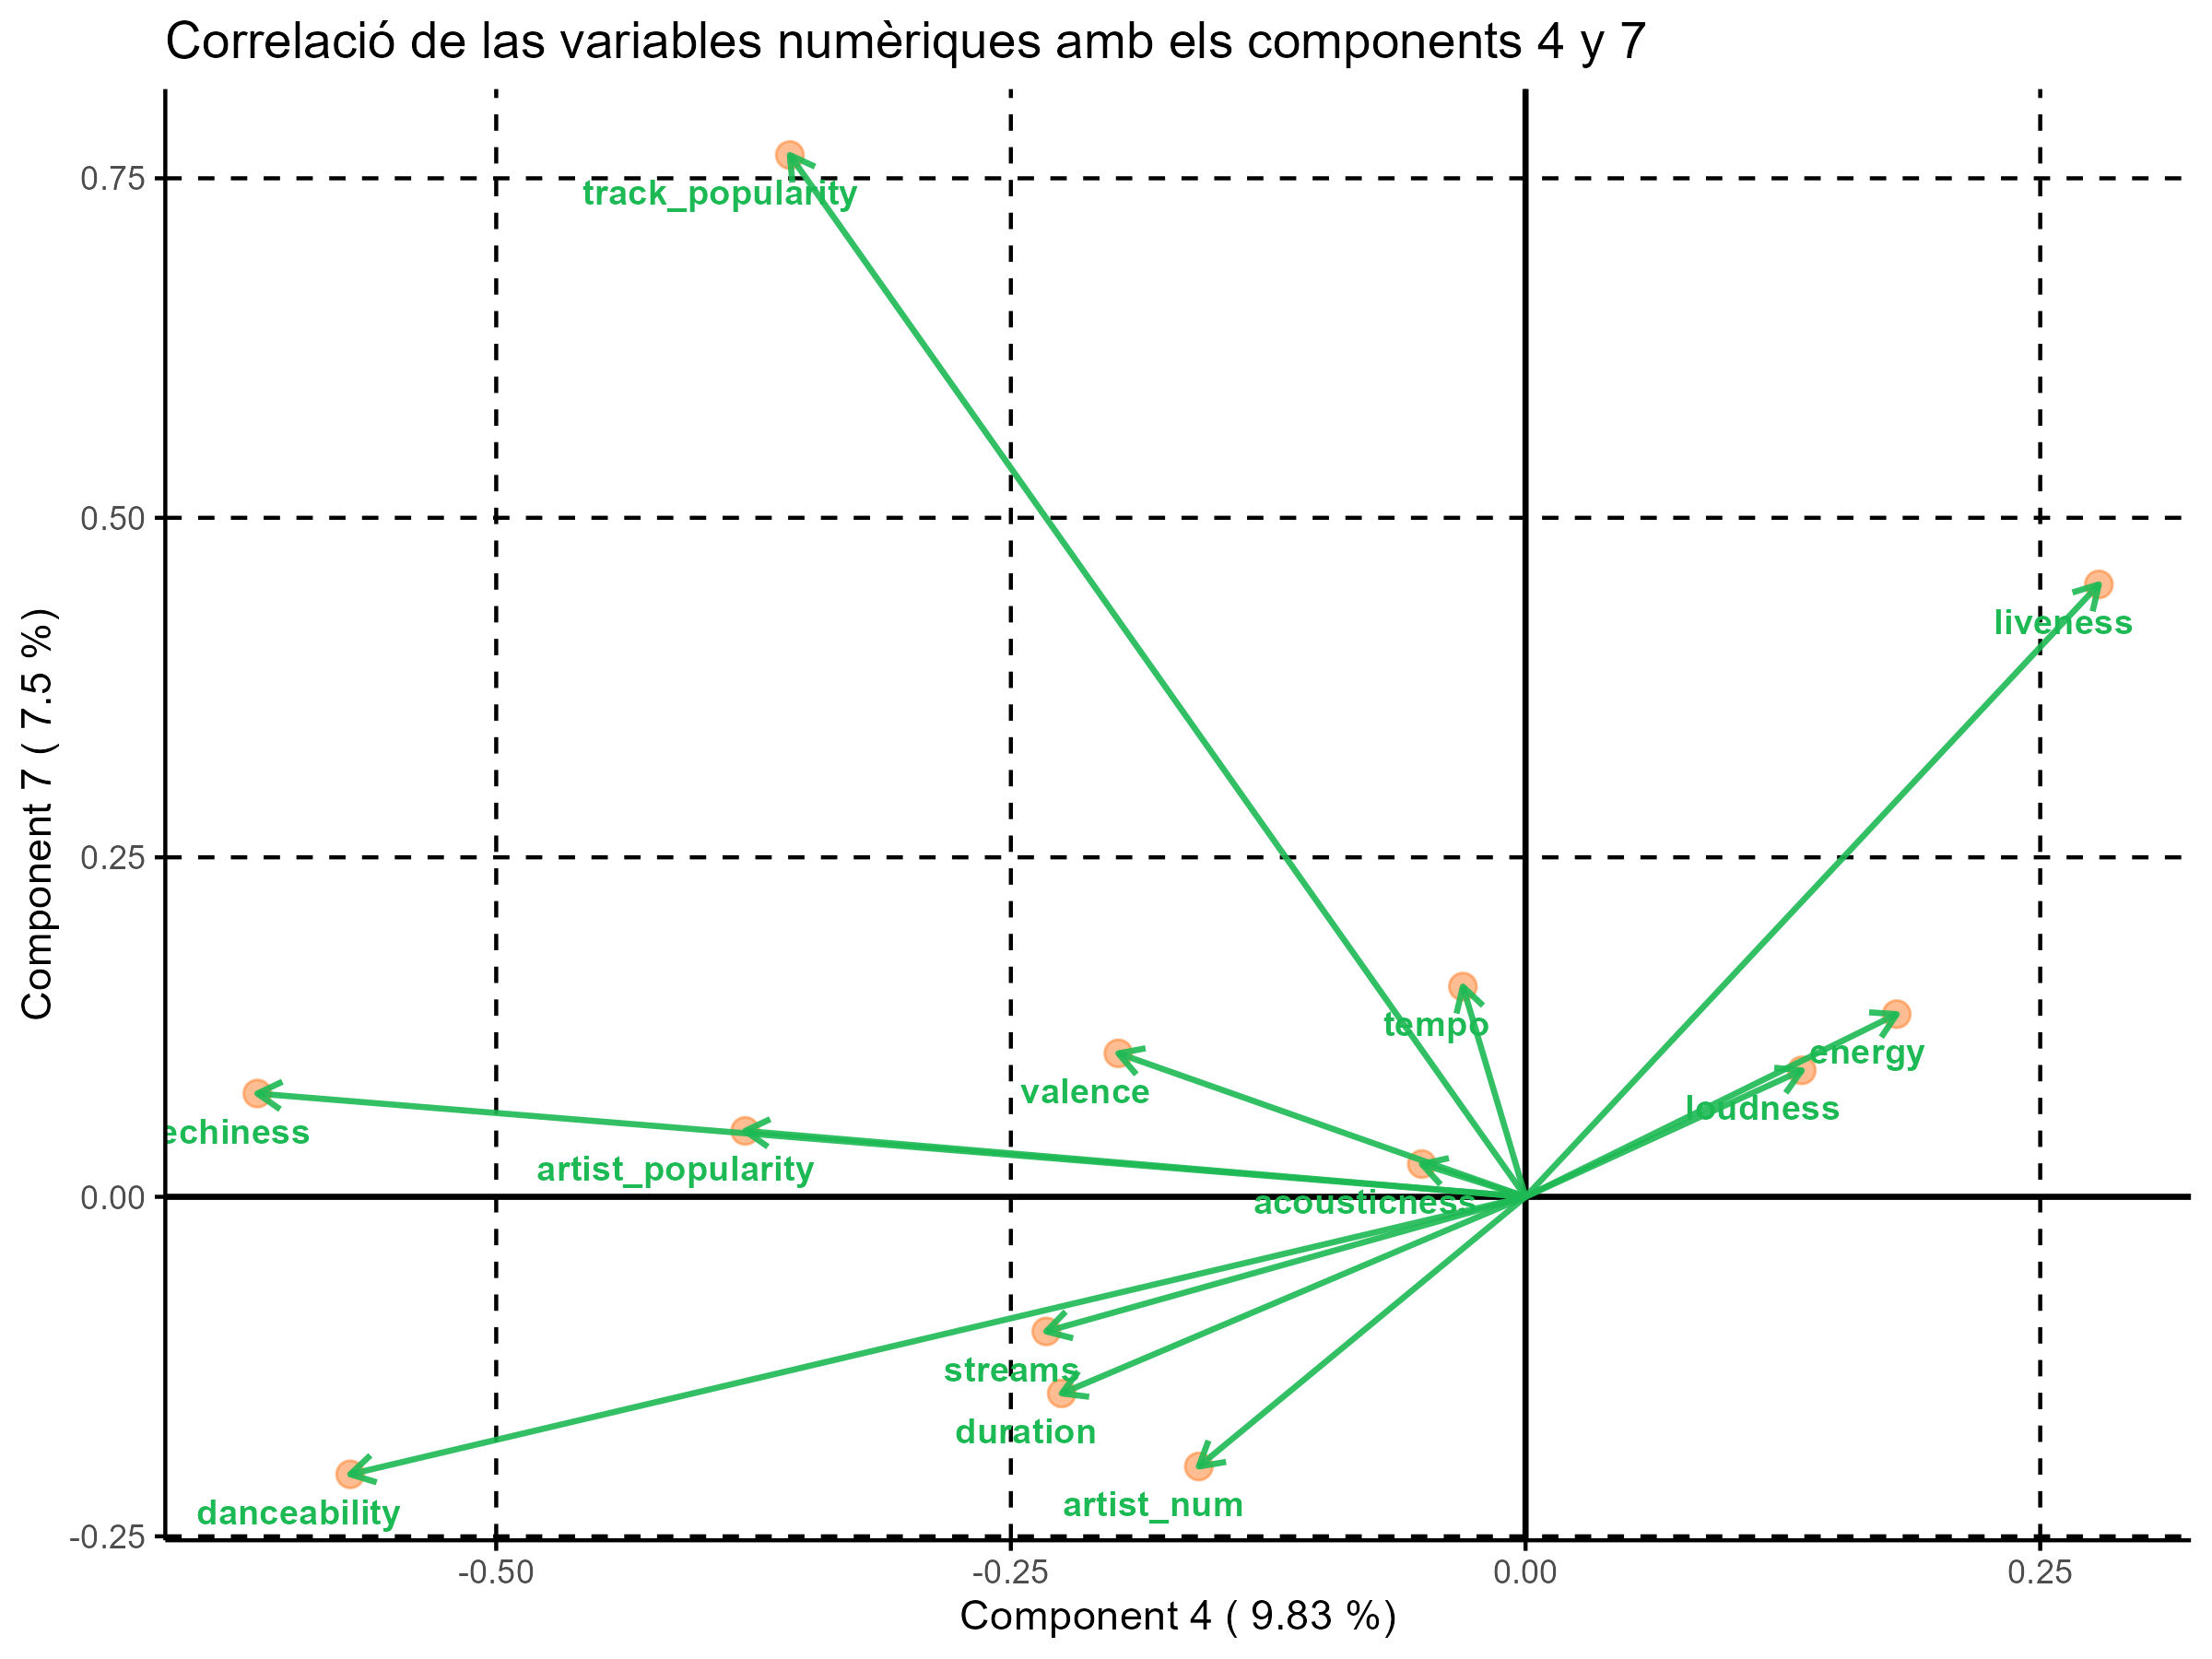 Correlació de las variables numèriques amb els components 4 y 7
Component 7 ( 7.5 %)
0.75
0.50
0.25
0.00
-0.25
track_popularity
liveness
tempo
energy
valence
loudness
echiness
artist_popularity
acousticness
streams
duration
artist_num
danceability
-0.50
-0.25
0.00
0.25
Component 4 ( 9.83 %)